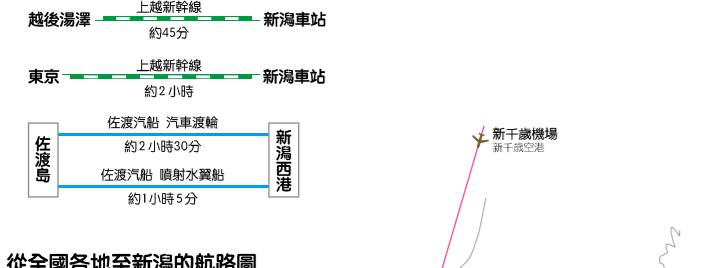 上越新幹線
越後湯澤 新潟車站
約45分
上越新幹線
東京 新潟車站
約2小時
佐渡汽船 汽車渡輪
約2小時30分
佐渡島
新潟西港
佐渡汽船 噴射水翼船
約1小時5分
新千歲機場
新千歳空港
從全國各地至新潟的航路圖